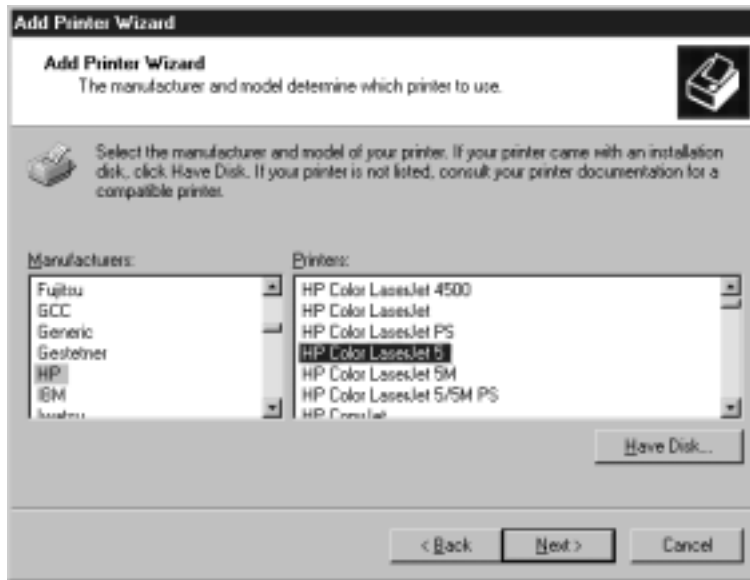 Add Printer Wizard
Add Printer Wizard
The manufacturer and model determine which printer to use.
Select the manufacturer and model of your printer. If your printer came with an installation
disk, click Have Disk. If your printer is not listed, consult your printer documentation for a
compatible printer.
Manufacturers:
Fujitsu
GCC
Generic
Gestetner
HP
IBM
Iwatsu
Printers:
HP Color LaserJet 4500
HP Color LaserJet
HP Color LaserJet PS
HP Color LaserJet 5
HP Color LaserJet 5M
HP Color LaserJet 5/5M PS
HP CopyJet
Have Disk...
< Back
Next >
Cancel